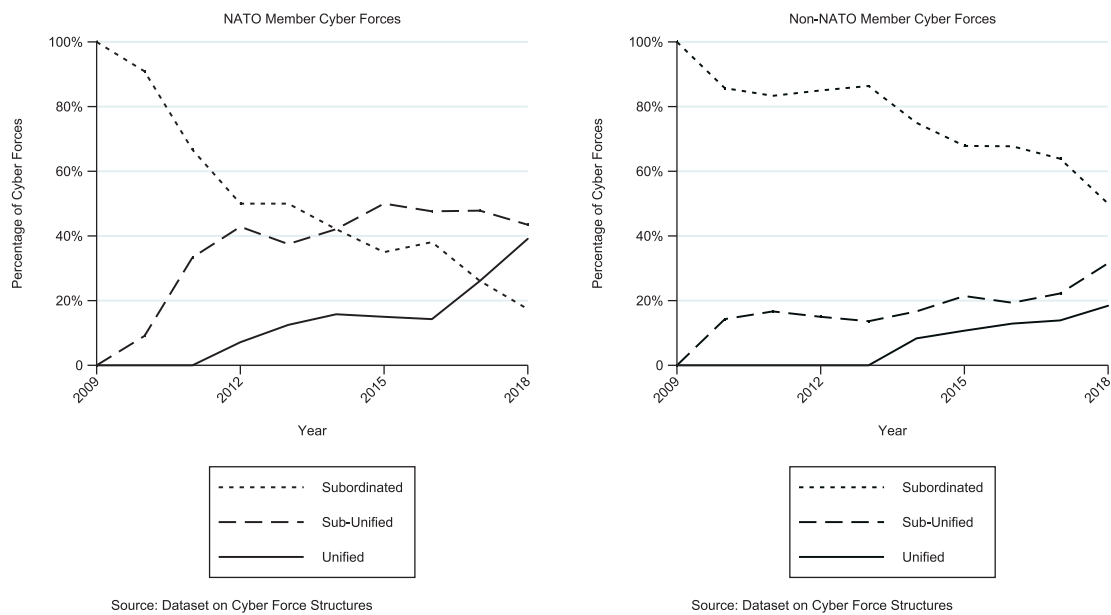 NATO Member Cyber Forces
100%
80%
60%
40%
20%
0
Percentage of Cyber Forces
2009
2012
2015
2018
Year
Subordinated
Sub-Unified
Unified
Source: Dataset on Cyber Force Structures
Non-NATO Member Cyber Forces
100%
80%
60%
40%
20%
0
Percentage of Cyber Forces
2009
2012
2015
2018
Year
Subordinated
Sub-Unified
Unified
Source: Dataset on Cyber Force Structures